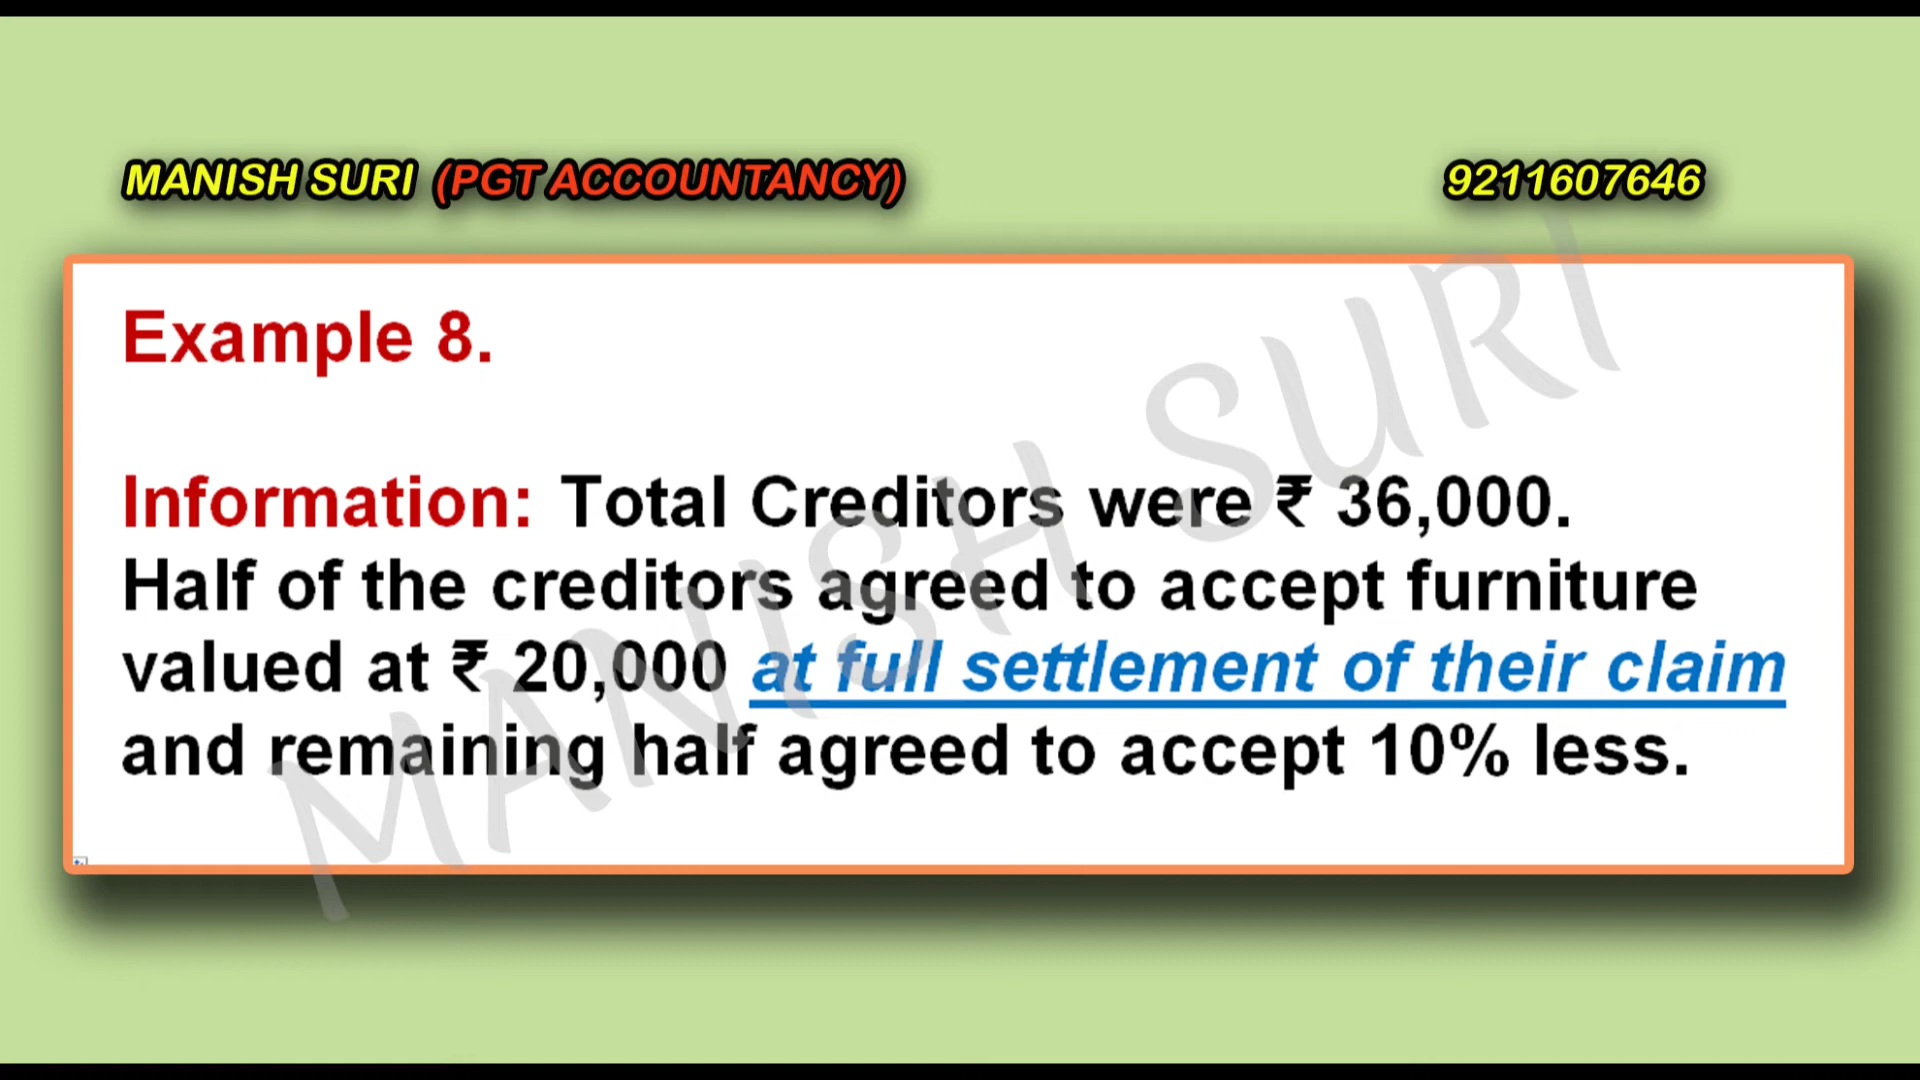 MANISH SURI (PGT ACCOUNTANCY) 9211607646
Example 8.
Information: Total Creditors were ₹ 36,000.
Half of the creditors agreed to accept furniture
valued at ₹ 20,000 at full settlement of their claim
and remaining half agreed to accept 10% less.
MANISH SURI